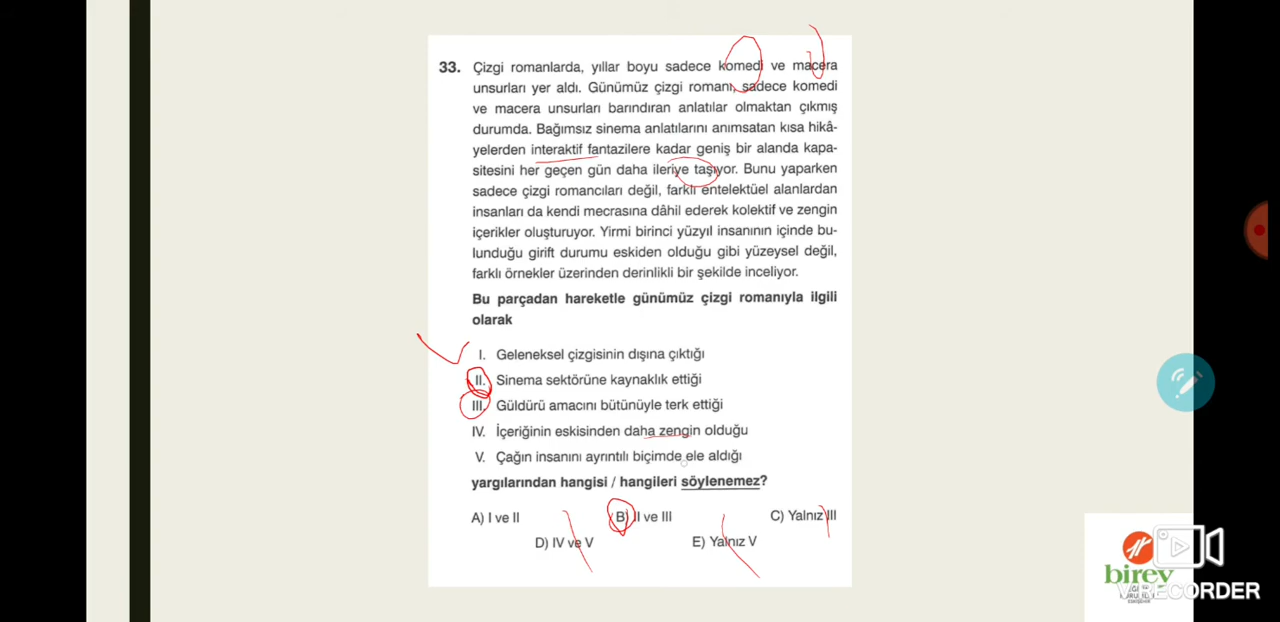 33. Çizgi romanlarda, yıllar boyu sadece komedi ve macera
unsurları yer aldı. Günümüz çizgi romanı, sadece komedi
ve macera unsurları barındıran anlatılar olmaktan çıkmış
durumda. Bağımsız sinema anlatılarını anımsatan kısa hikâ-
yelerden interaktif fantazilere kadar geniş bir alanda kapa-
sitesini her geçen gün daha ileriye taşıyor. Bunu yaparken
sadece çizgi romancıları değil, farklı entelektüel alanlardan
insanları da kendi mecrasına dâhil ederek kolektif ve zengin
içerikler oluşturuyor. Yirmi birinci yüzyıl insanının içinde bu-
lunduğu girift durumu eskiden olduğu gibi yüzeysel değil,
farklı örnekler üzerinden derinlikli bir şekilde inceliyor.
Bu parçadan hareketle günümüz çizgi romanıyla ilgili
olarak
I. Geleneksel çizgisinin dışına çıktığı
II. Sinema sektörüne kaynaklık ettiği
III. Güldürü amacını bütünüyle terk ettiği
IV. İçeriğinin eskisinden daha zengin olduğu
V. Çağın insanını ayrıntılı biçimde ele aldığı
yargılarından hangisi / hangileri söylenemez?
A) I ve II B) II ve III C) Yalnız III
D) IV ve V E) Yalnız V
birey
V RECORDER